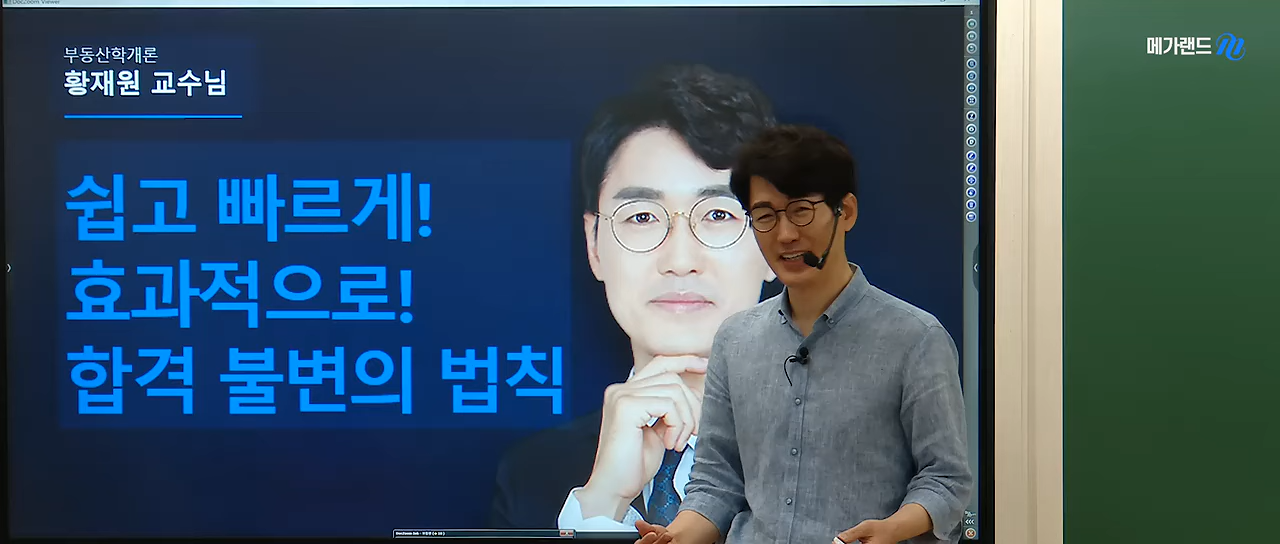 부동산학개론
황재원 교수님
메가랜드
쉽고 빠르게!
효과적으로!
합격 불변의 법칙